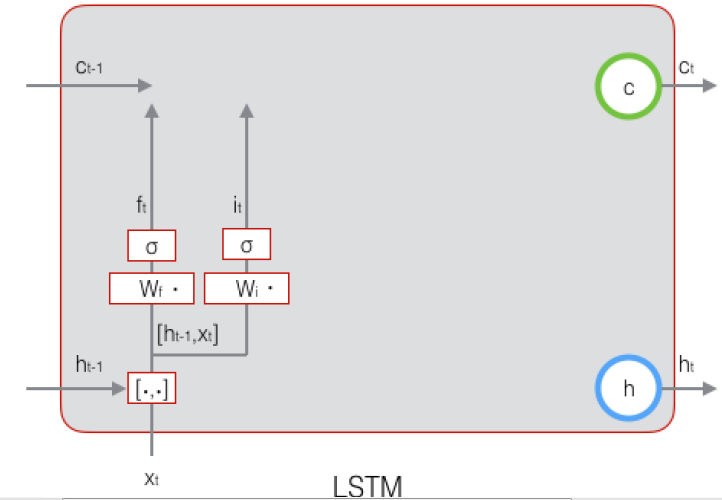 Ct-1
Ct
c
ft
it
σ
σ
Wf ·
Wi ·
[ht-1,xt]
ht-1
[.,.]
h
ht
xt
LSTM